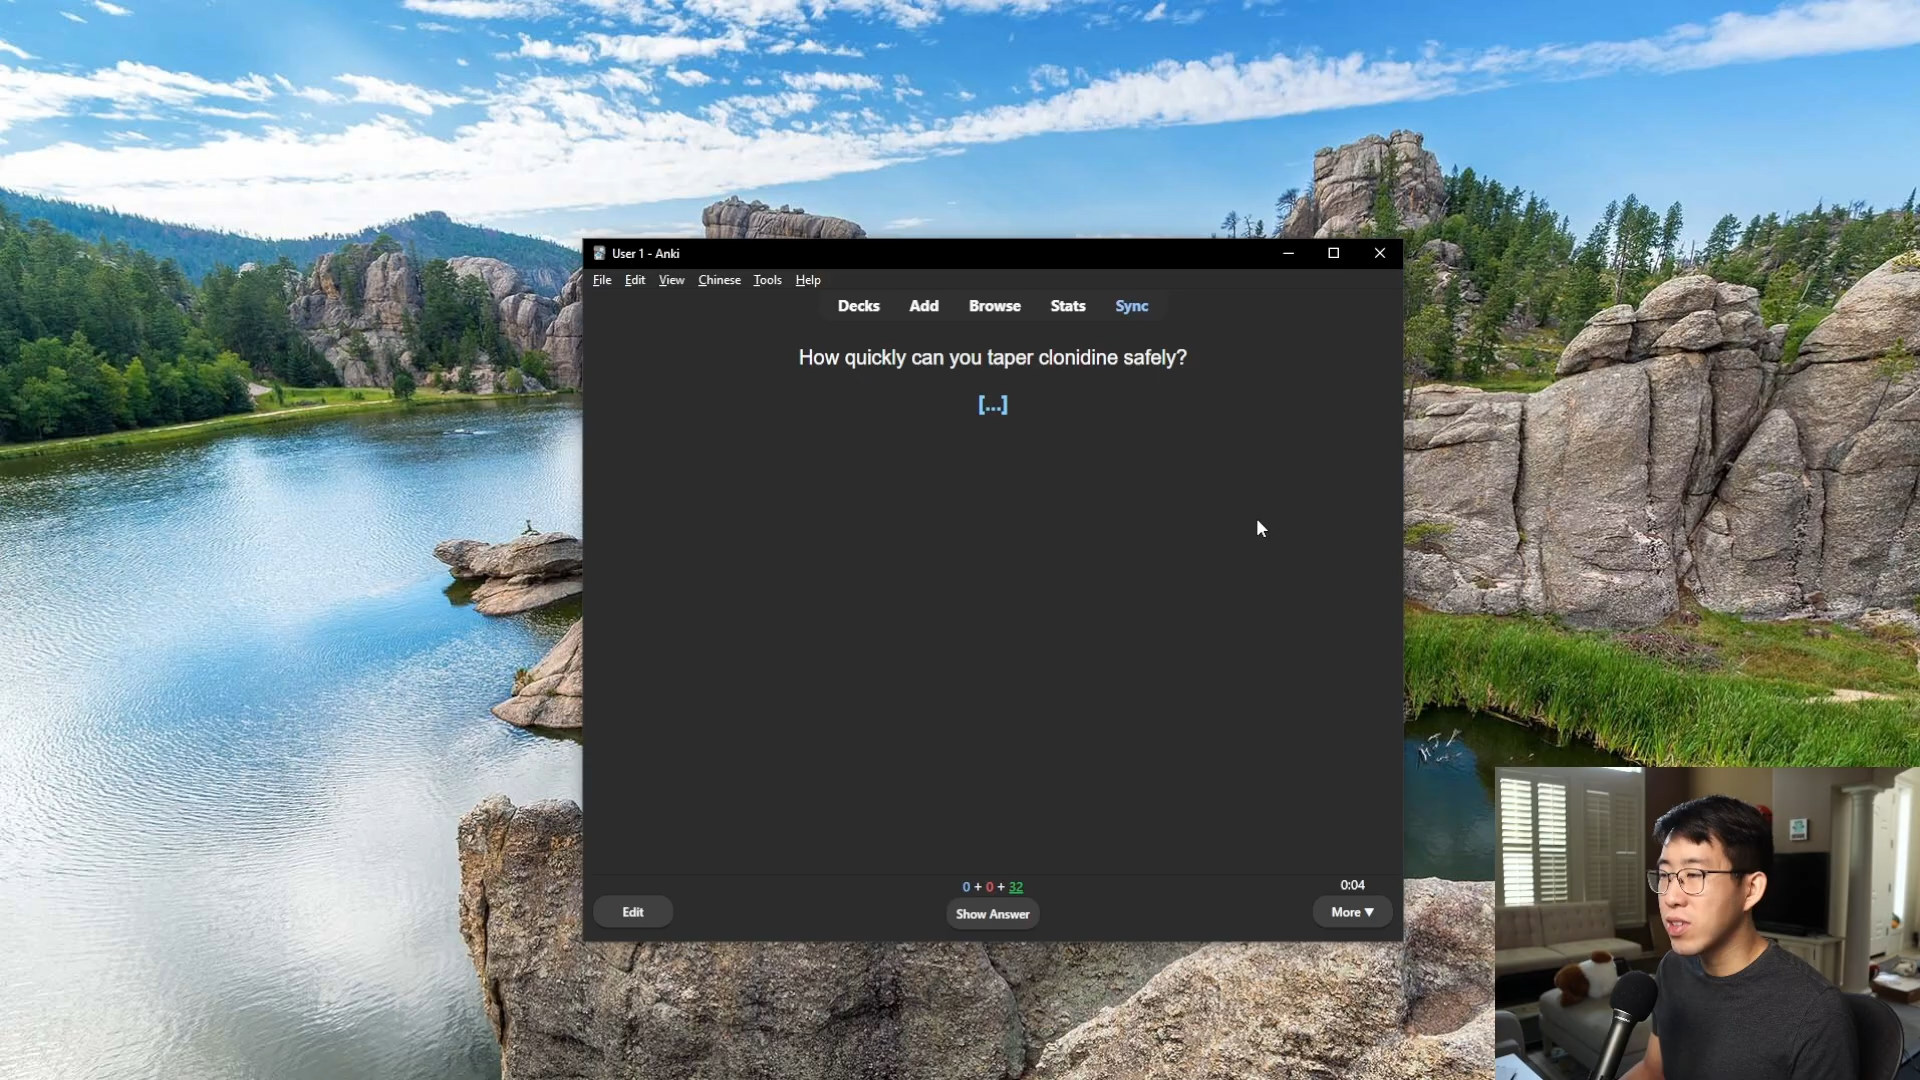 User 1 - Anki
File Edit View Chinese Tools Help
Decks Add Browse Stats Sync
How quickly can you taper clonidine safely?
[...]
0 + 0 + 32
0:04
Edit
Show Answer
More ▼